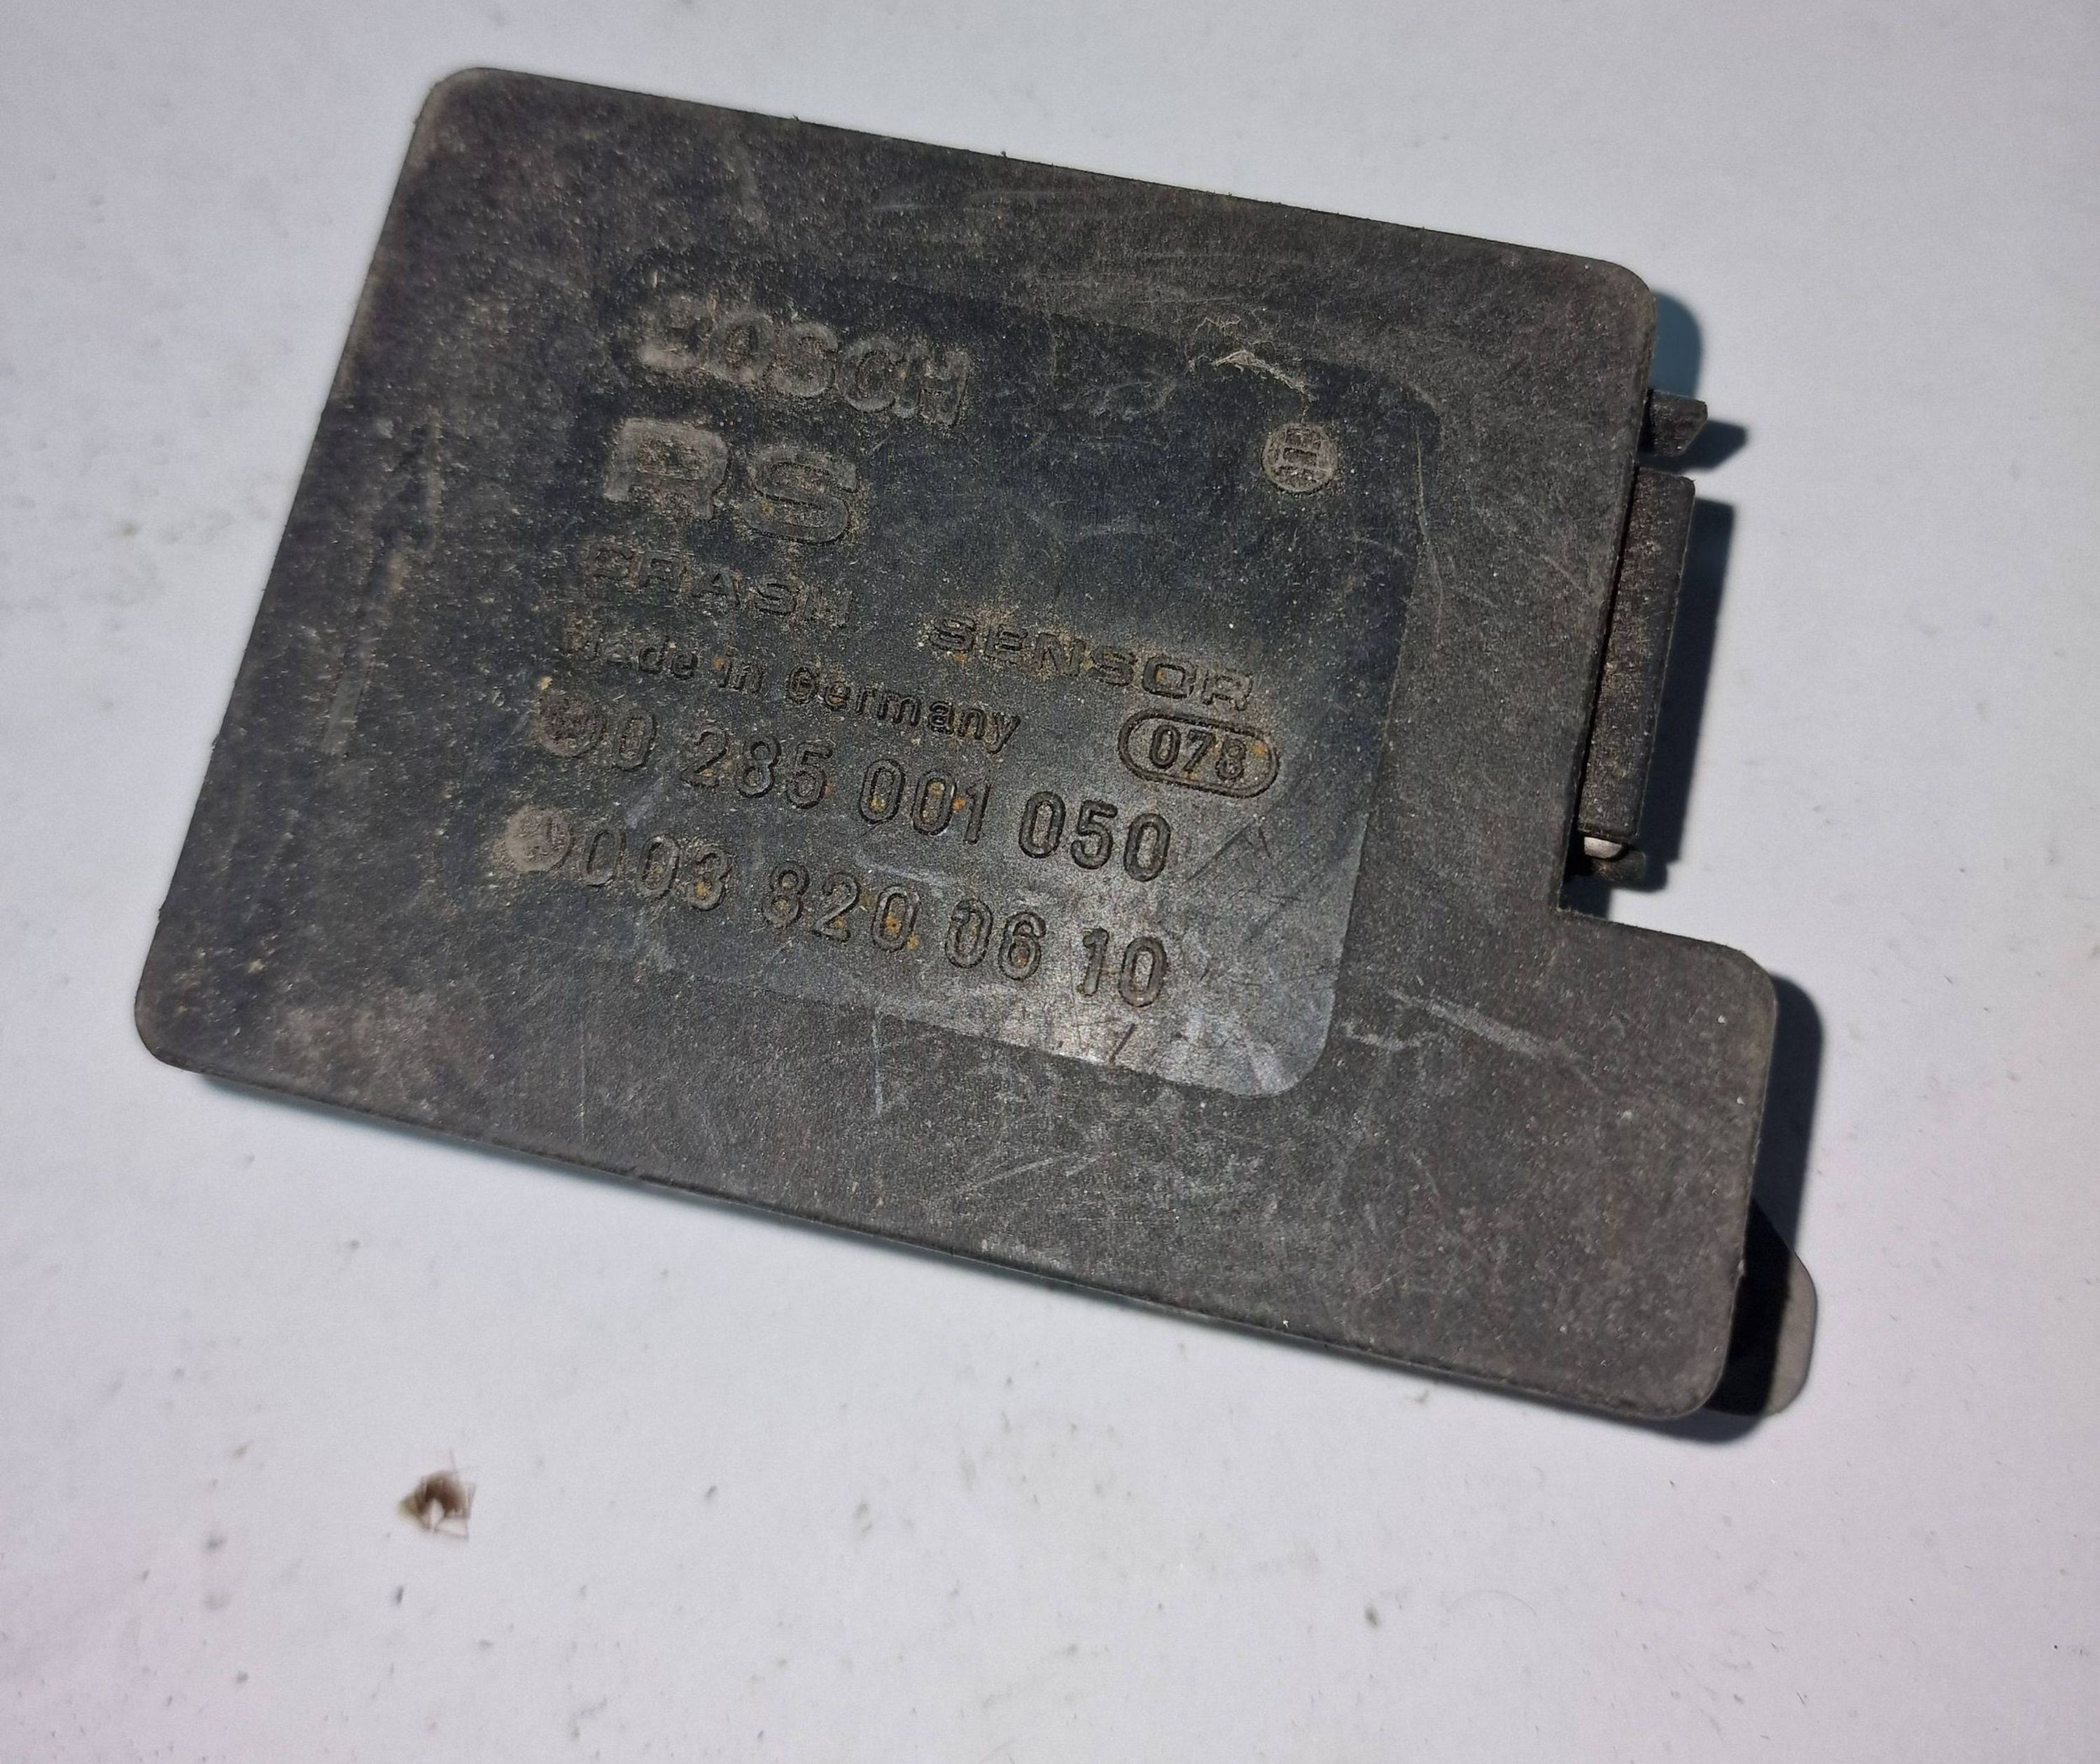 BOSCH
RS
CRASH SENSOR
Made in Germany 078
0 285 001 050
003 820 06 10